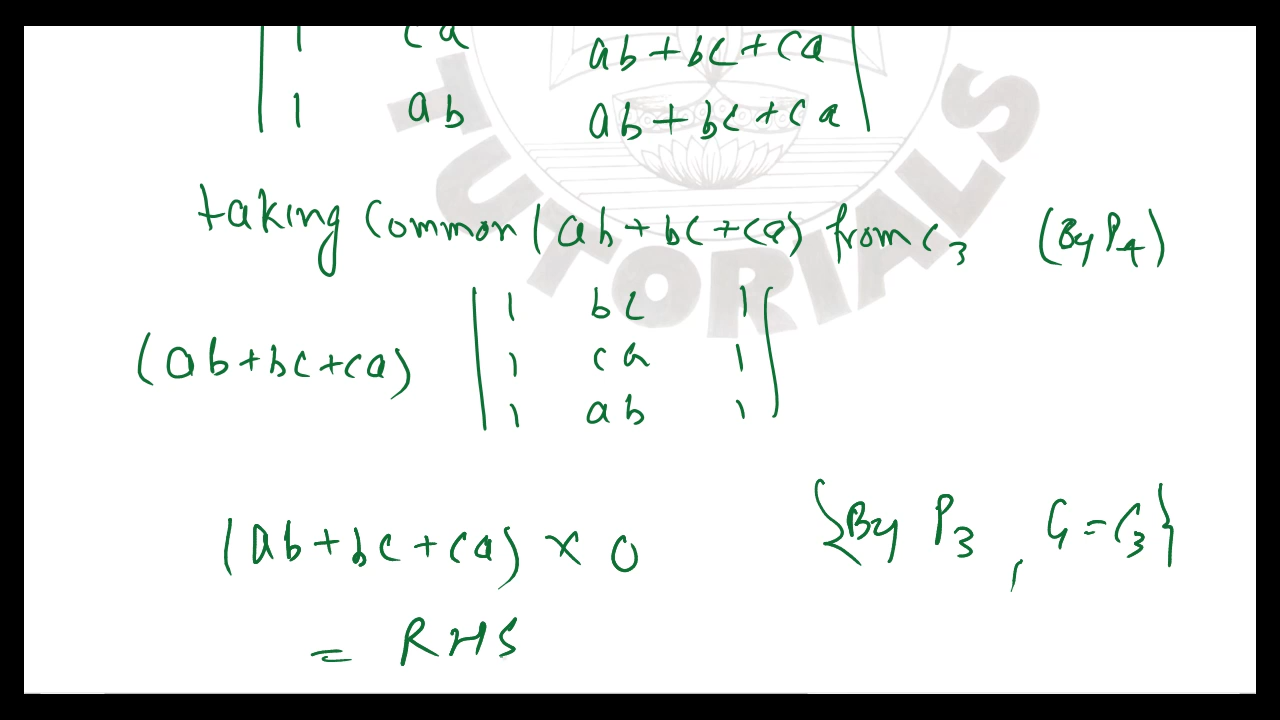 | 1 ca ab+bc+ca |
| 1 ab ab+bc+ca |
TUTORIALS
taking common (ab+bc+ca) from C3 (By P4)
| 1 bc 1 |
(ab+bc+ca) | 1 ca 1 |
| 1 ab 1 |
(ab+bc+ca) × 0 {By P3, C1=C3}
= RHS